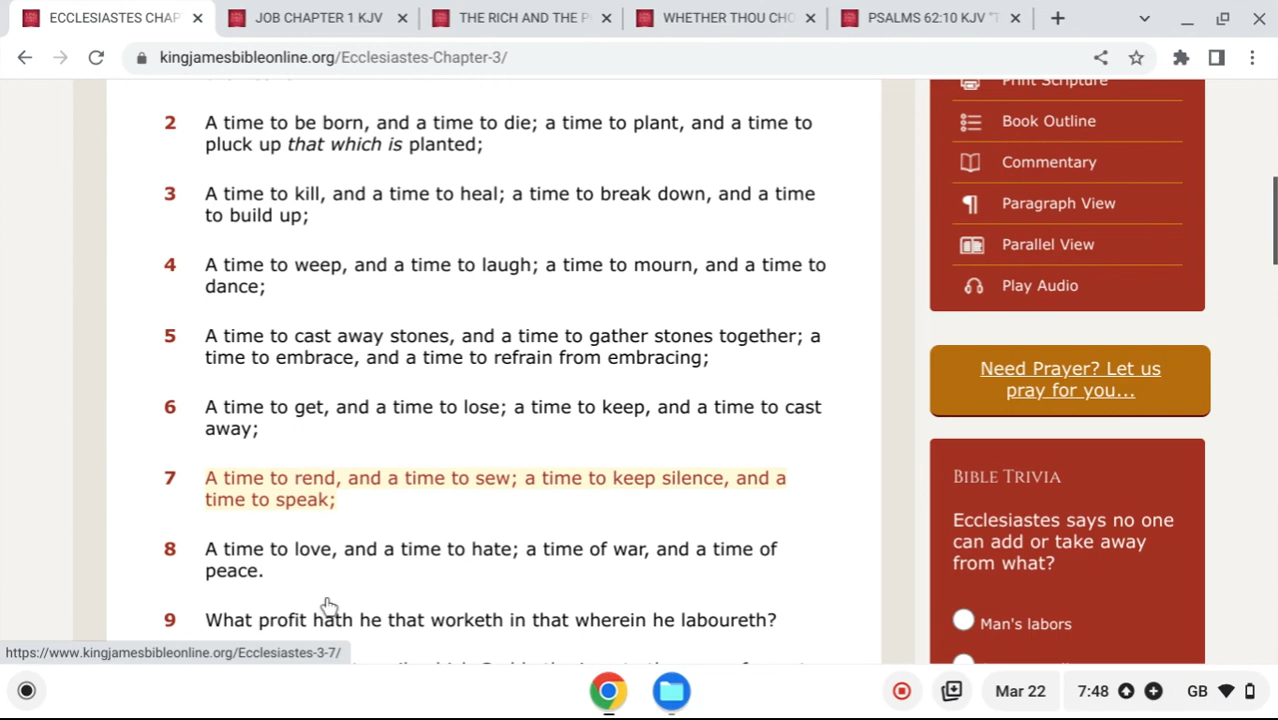 ECCLESIASTES CHAP
JOB CHAPTER 1 KJV
THE RICH AND THE P
WHETHER THOU CHO
PSALMS 62:10 KJV "T
kingjamesbibleonline.org/Ecclesiastes-Chapter-3/
2 A time to be born, and a time to die; a time to plant, and a time to
pluck up that which is planted;
3 A time to kill, and a time to heal; a time to break down, and a time
to build up;
4 A time to weep, and a time to laugh; a time to mourn, and a time to
dance;
5 A time to cast away stones, and a time to gather stones together; a
time to embrace, and a time to refrain from embracing;
6 A time to get, and a time to lose; a time to keep, and a time to cast
away;
7 A time to rend, and a time to sew; a time to keep silence, and a
time to speak;
8 A time to love, and a time to hate; a time of war, and a time of
peace.
9 What profit hath he that worketh in that wherein he laboureth?
Print Scripture
Book Outline
Commentary
Paragraph View
Parallel View
Play Audio
Need Prayer? Let us
pray for you...
BIBLE TRIVIA
Ecclesiastes says no one
can add or take away
from what?
Man's labors
https://www.kingjamesbibleonline.org/Ecclesiastes-3-7/
Mar 22
7:48
GB